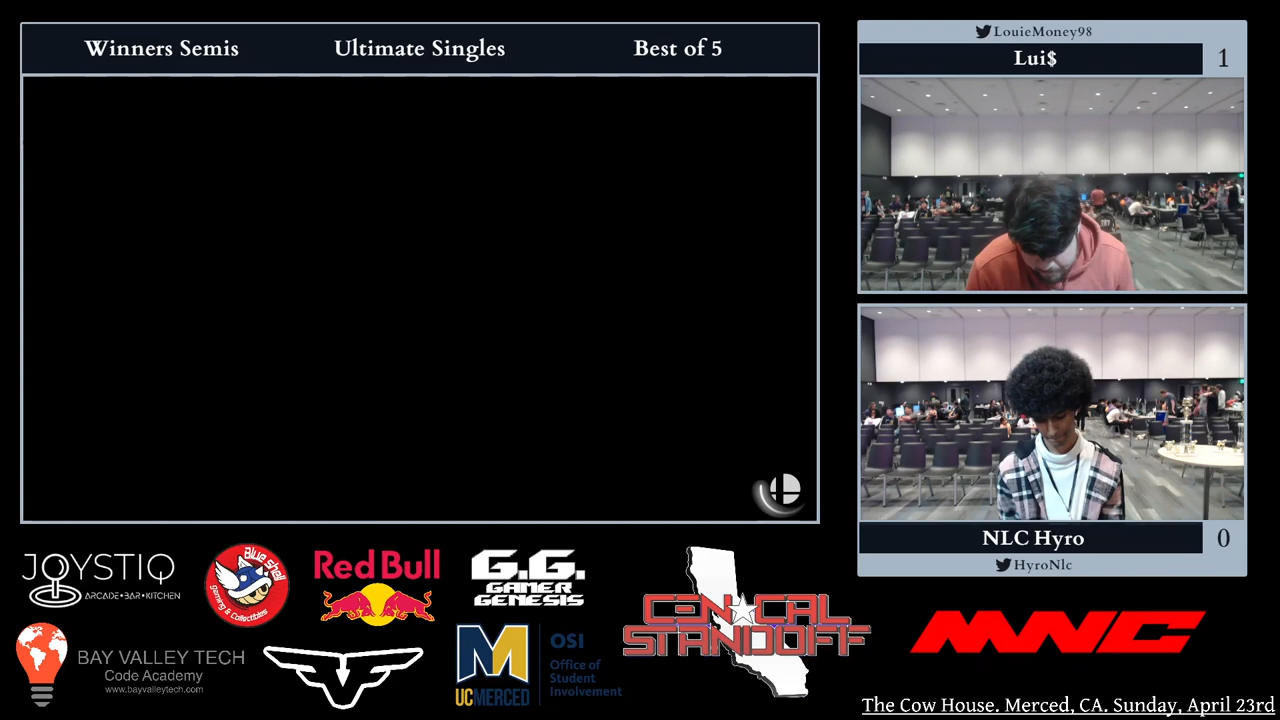 Winners Semis
Ultimate Singles
Best of 5
LouieMoney98
Lui$
1
NLC Hyro
0
HyroNlc
JOYSTIQ
ARCADE•BAR•KITCHEN
Blue Shell
Gaming & Collectibles
Red Bull
G.G.
GAMER
GENESIS
CEN CAL
STANDOFF
MNC
BAY VALLEY TECH
Code Academy
www.bayvalleytech.com
UCMERCED
OSI
Office of
Student
Involvement
The Cow House. Merced, CA. Sunday, April 23rd